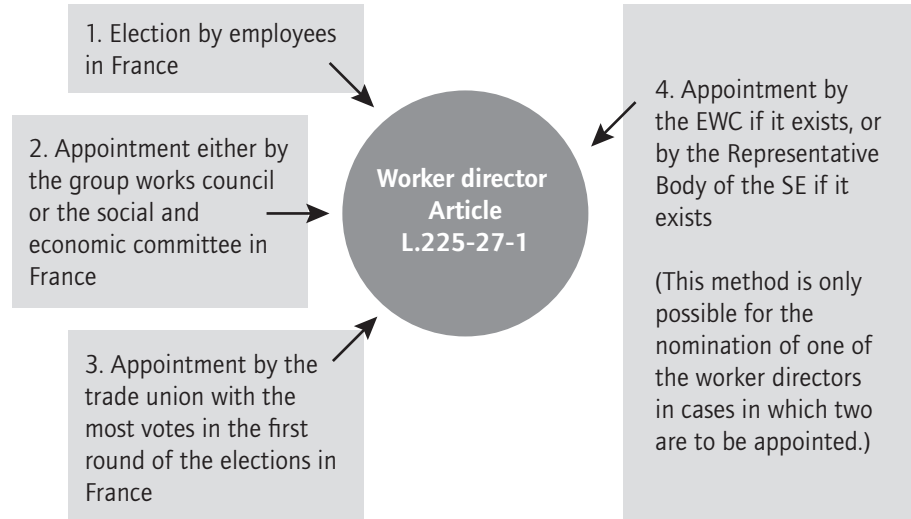 1. Election by employees
in France
2. Appointment either by
the group works council
or the social and
economic committee in
France
3. Appointment by the
trade union with the
most votes in the first
round of the elections in
France
Worker director
Article
L.225-27-1
4. Appointment by
the EWC if it exists, or
by the Representative
Body of the SE if it
exists
(This method is only
possible for the
nomination of one of
the worker directors
in cases in which two
are to be appointed.)